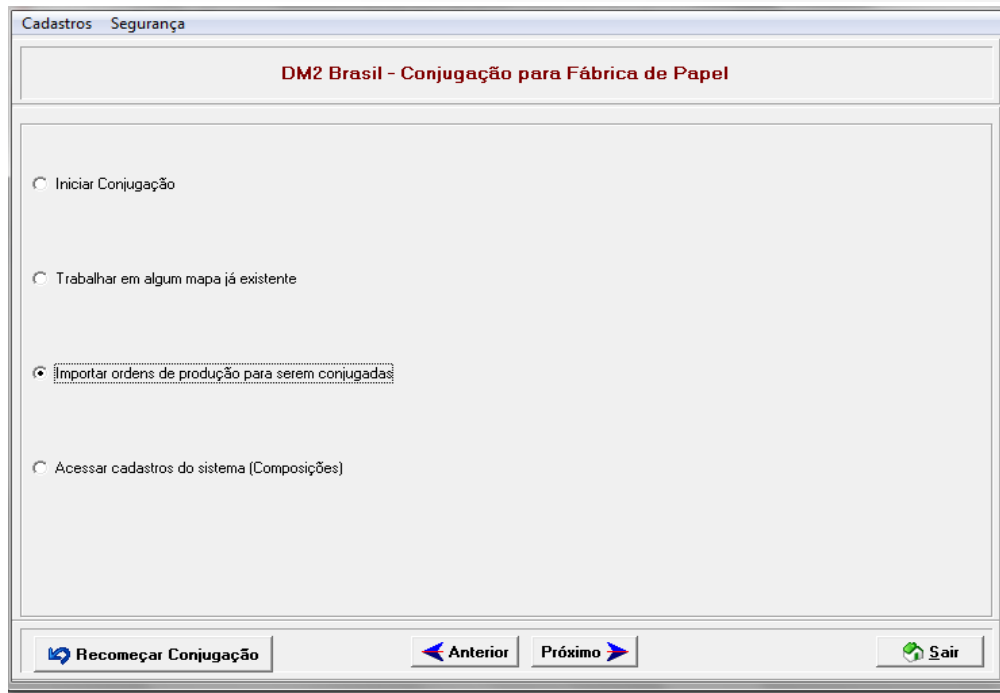 Cadastros Segurança
DM2 Brasil - Conjugação para Fábrica de Papel
Iniciar Conjugação
Trabalhar em algum mapa já existente
Importar ordens de produção para serem conjugadas
Acessar cadastros do sistema (Composições)
Recomeçar Conjugação Anterior Próximo Sair